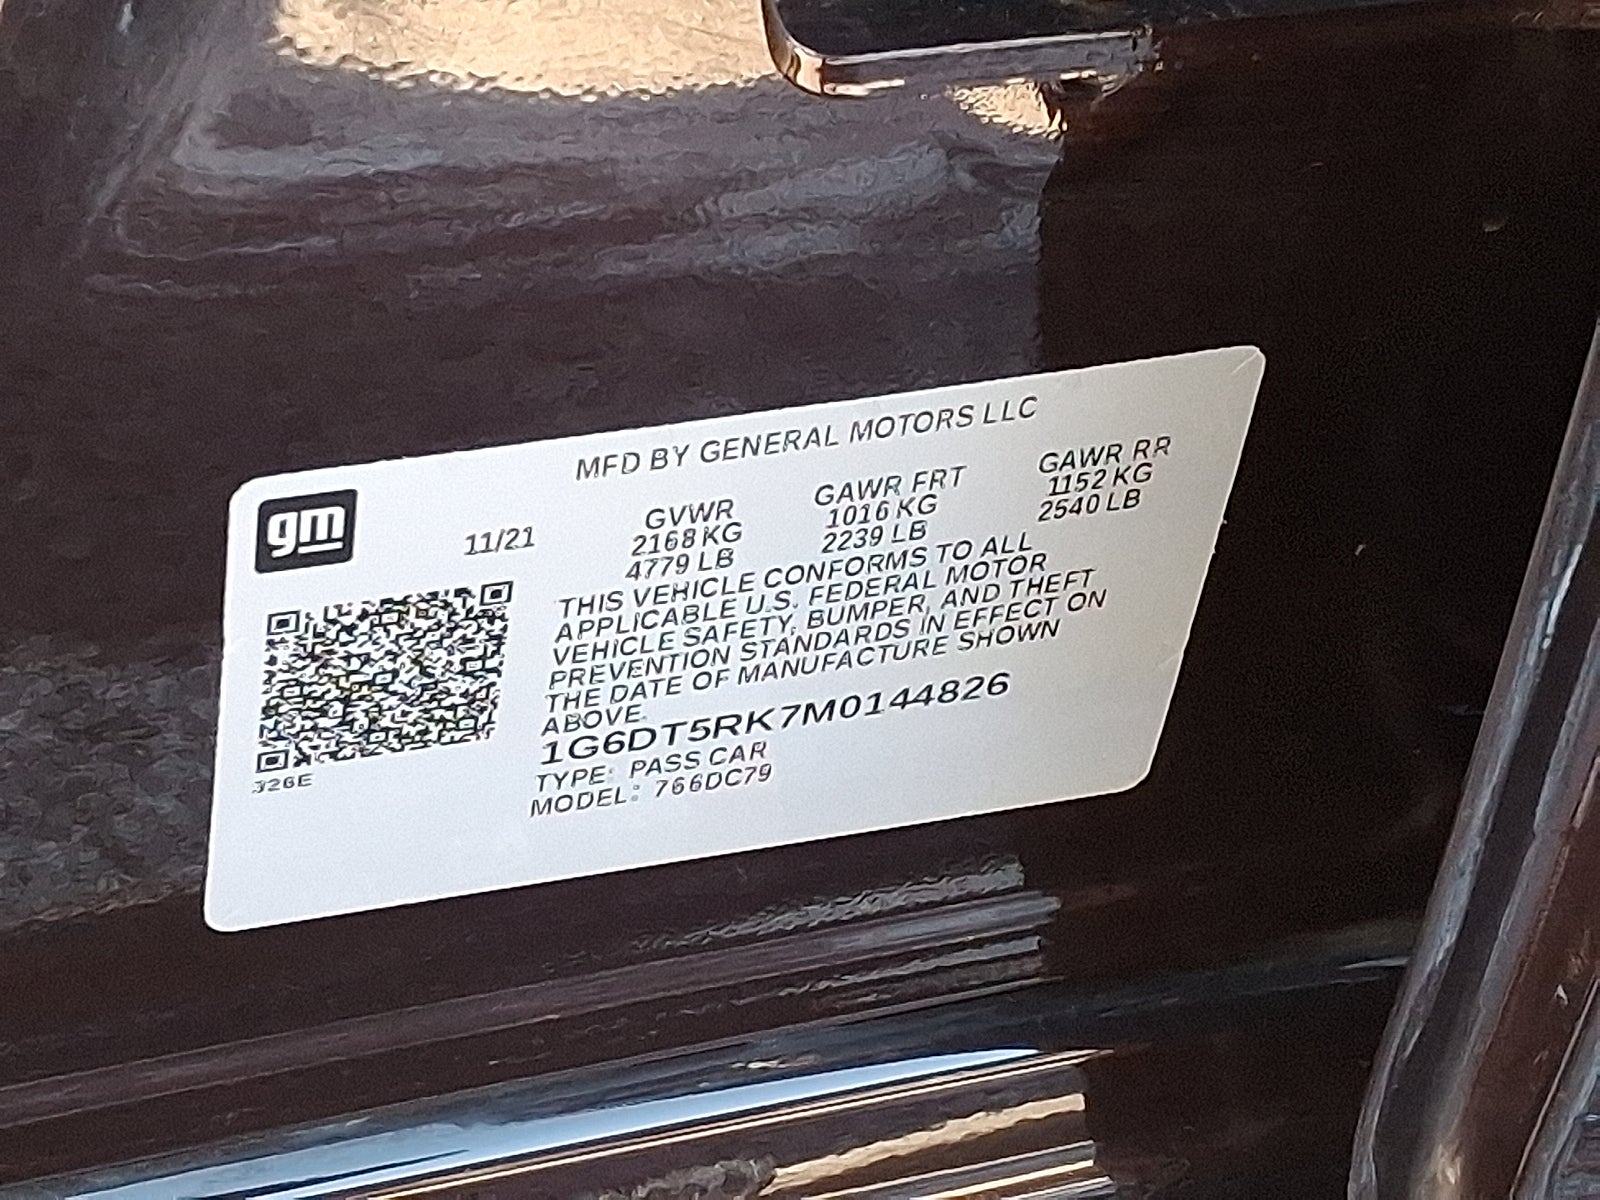 MFD BY GENERAL MOTORS LLC
gm
11/21
GVWR
2168 KG
4779 LB
GAWR FRT
1016 KG
2239 LB
GAWR RR
1152 KG
2540 LB
THIS VEHICLE CONFORMS TO ALL
APPLICABLE U.S. FEDERAL MOTOR
VEHICLE SAFETY, BUMPER, AND THEFT
PREVENTION STANDARDS IN EFFECT ON
THE DATE OF MANUFACTURE SHOWN
ABOVE.
1G6DT5RK7M0144826
TYPE: PASS CAR
MODEL: 766DC79